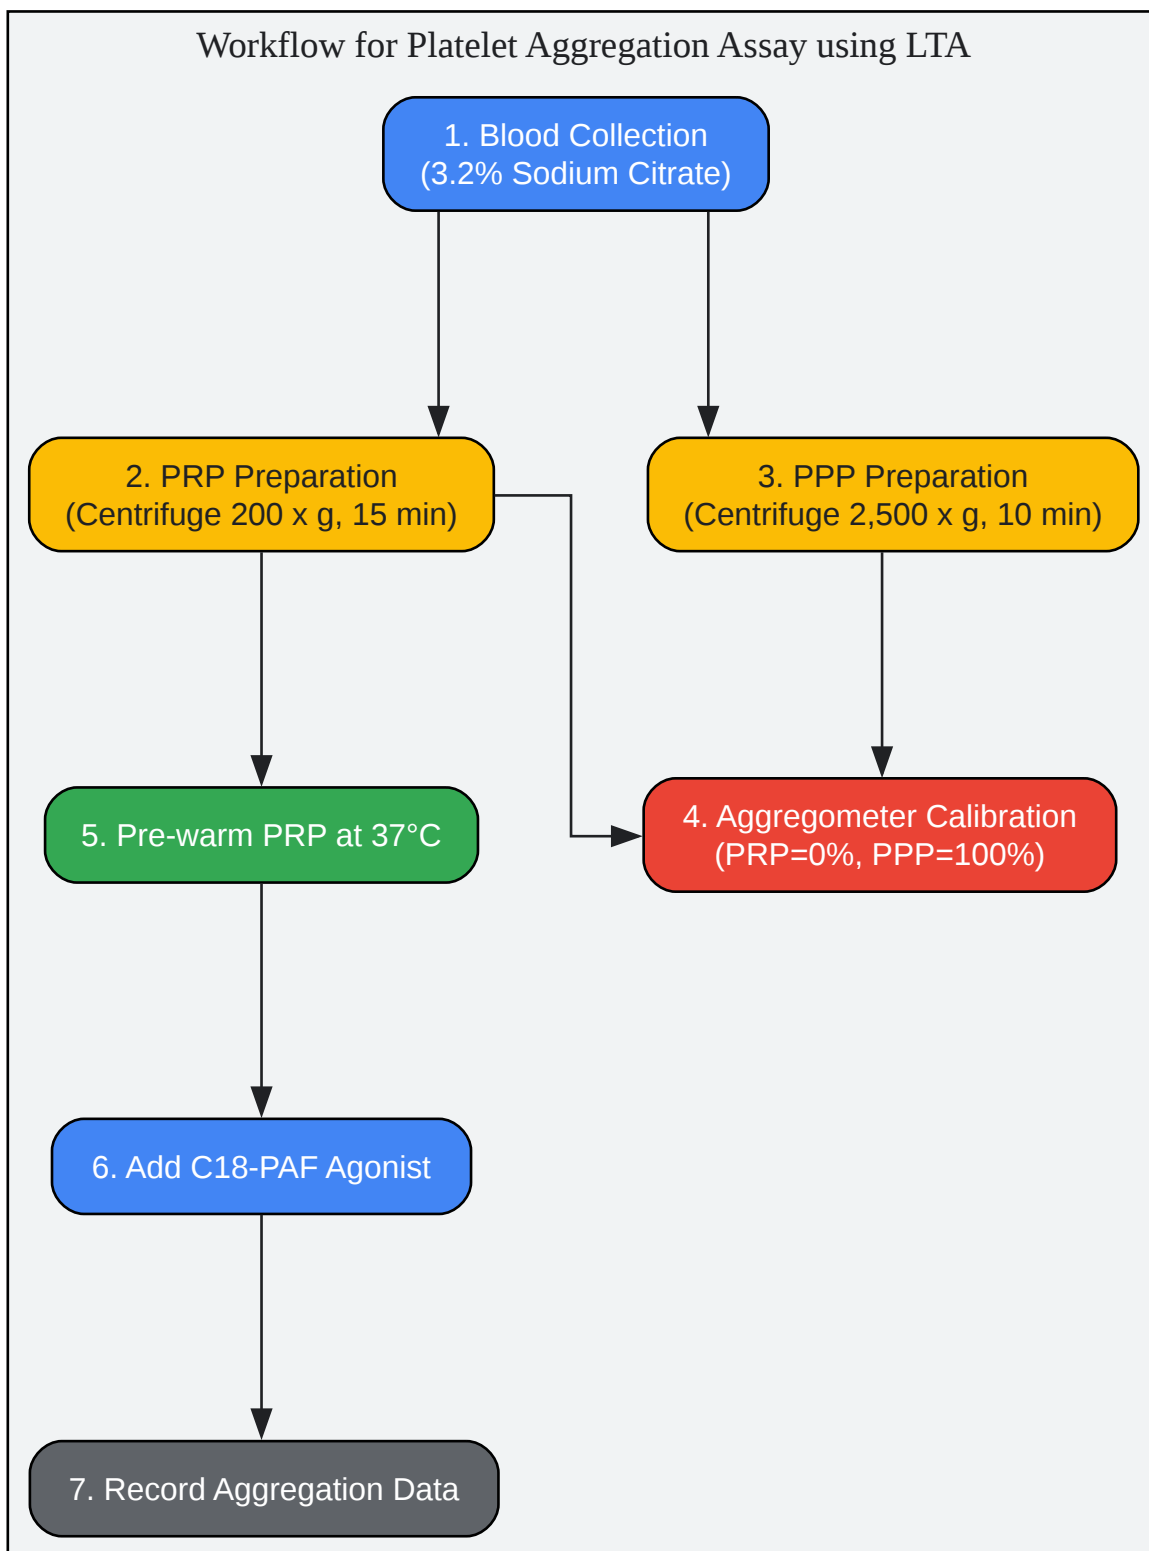 Workflow for Platelet Aggregation Assay using LTA
1. Blood Collection
(3.2% Sodium Citrate)
2. PRP Preparation
(Centrifuge 200 x g, 15 min)
3. PPP Preparation
(Centrifuge 2,500 x g, 10 min)
4. Aggregometer Calibration
(PRP=0%, PPP=100%)
5. Pre-warm PRP at 37°C
6. Add C18-PAF Agonist
7. Record Aggregation Data